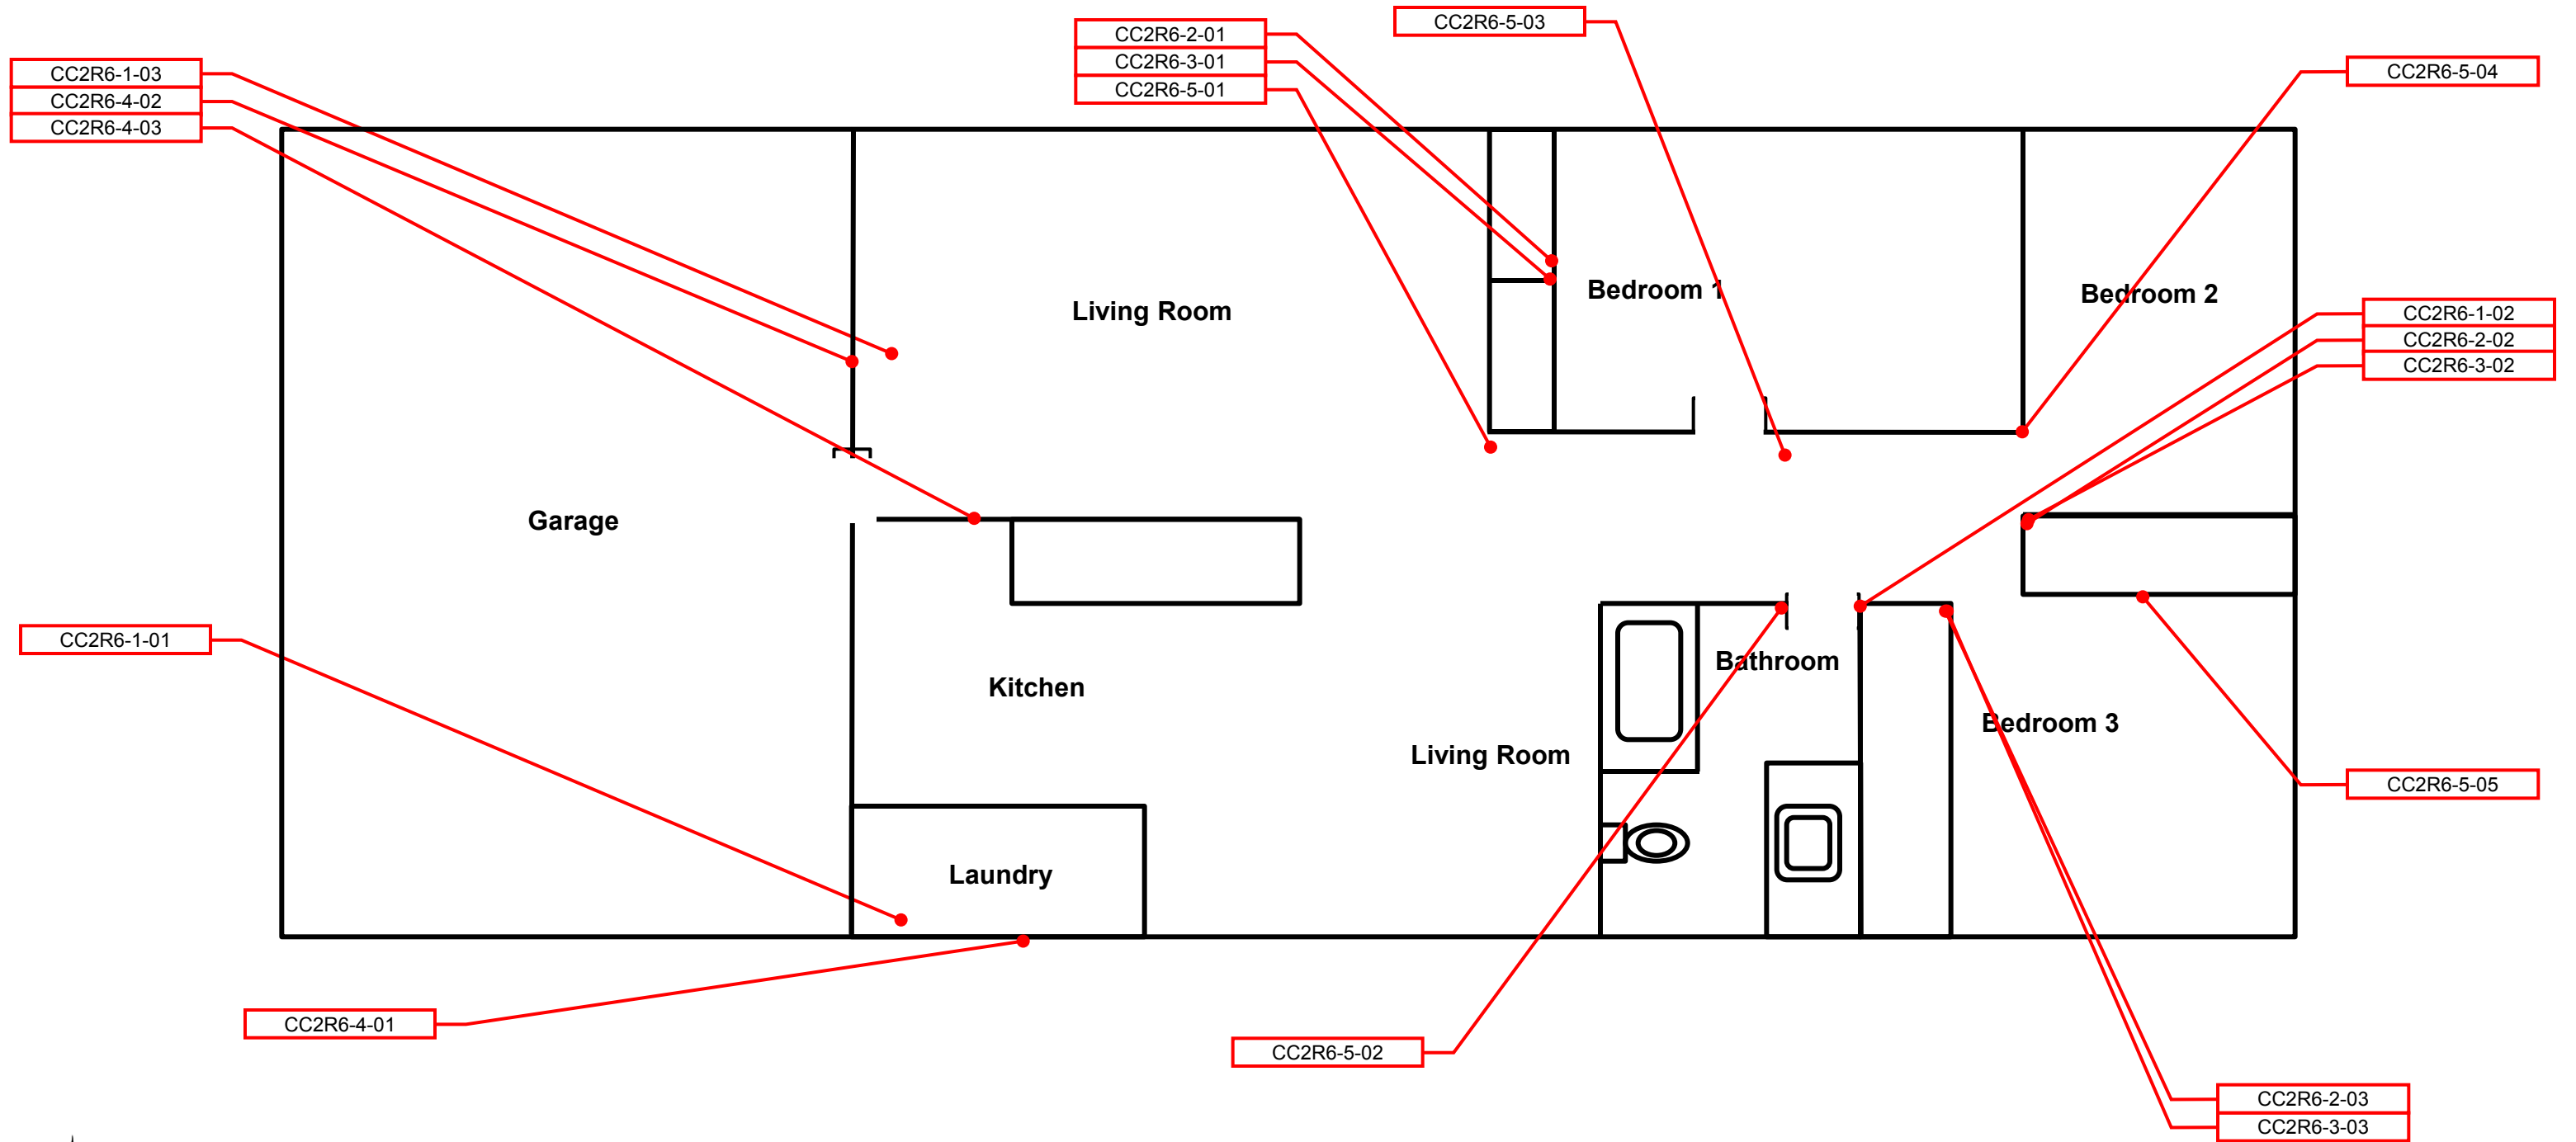 CC2R6-5-03
CC2R6-2-01
CC2R6-3-01
CC2R6-5-01
CC2R6-1-03
CC2R6-4-02
CC2R6-4-03
CC2R6-5-04
Living Room
Bedroom 1
Bedroom 2
CC2R6-1-02
CC2R6-2-02
CC2R6-3-02
Garage
CC2R6-1-01
Kitchen
Bathroom
Living Room
Bedroom 3
CC2R6-5-05
Laundry
CC2R6-4-01
CC2R6-5-02
CC2R6-2-03
CC2R6-3-03